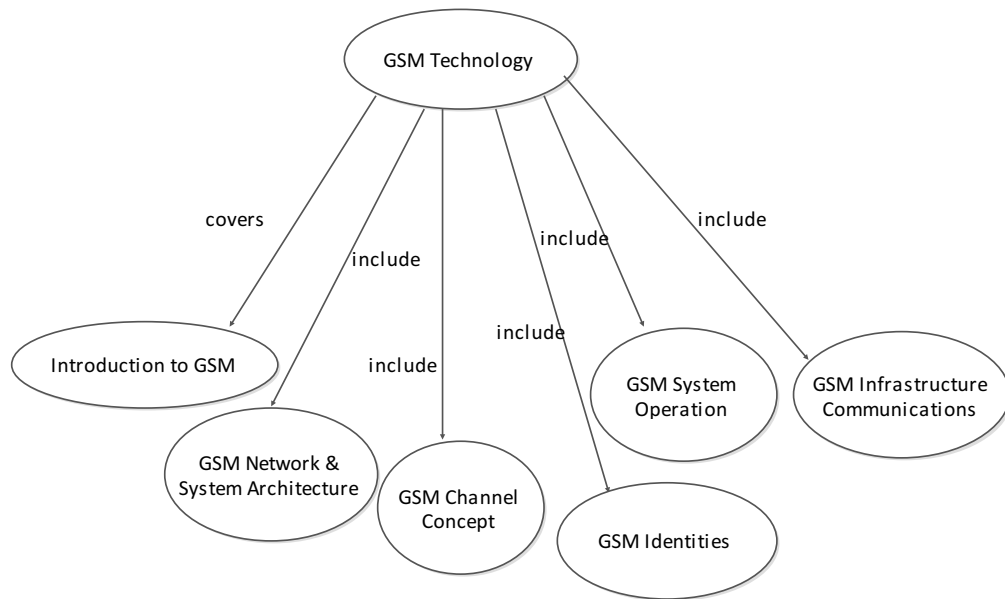 GSM Technology
covers
include
include
include
include
include
Introduction to GSM
GSM Network &
System Architecture
GSM Channel
Concept
GSM Identities
GSM System
Operation
GSM Infrastructure
Communications